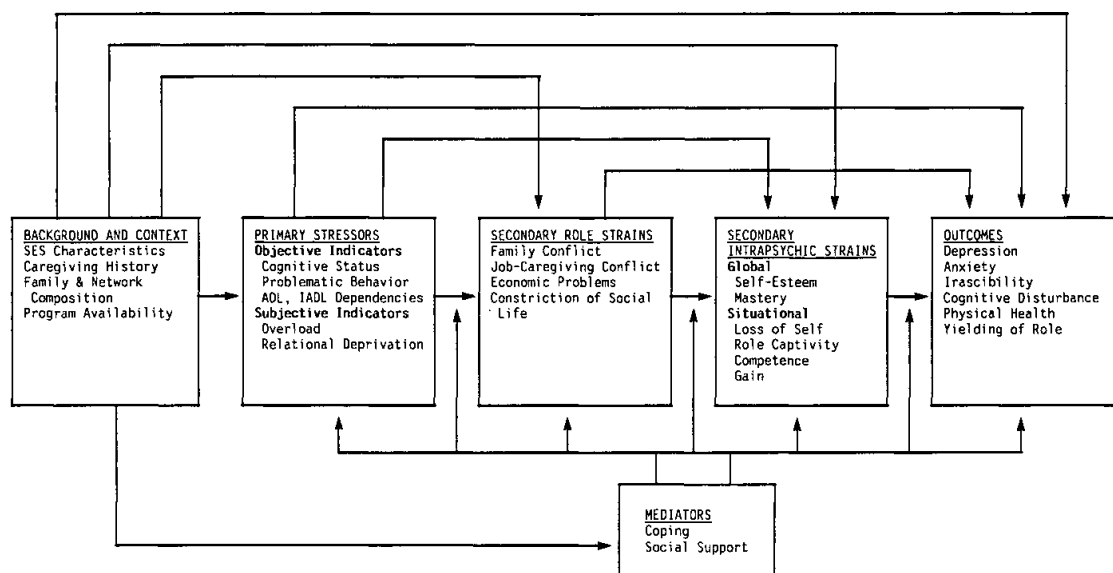 BACKGROUND AND CONTEXT
SES Characteristics
Caregiving History
Family & Network
Composition
Program Availability
PRIMARY STRESSORS
Objective Indicators
Cognitive Status
Problematic Behavior
ADL, IADL Dependencies
Subjective Indicators
Overload
Relational Deprivation
SECONDARY ROLE STRAINS
Family Conflict
Job-Caregiving Conflict
Economic Problems
Constriction of Social
Life
SECONDARY
INTRAPSYCHIC STRAINS
Global
Self-Esteem
Mastery
Situational
Loss of Self
Role Captivity
Competence
Gain
OUTCOMES
Depression
Anxiety
Irascibility
Cognitive Disturbance
Physical Health
Yielding of Role
MEDIATORS
Coping
Social Support